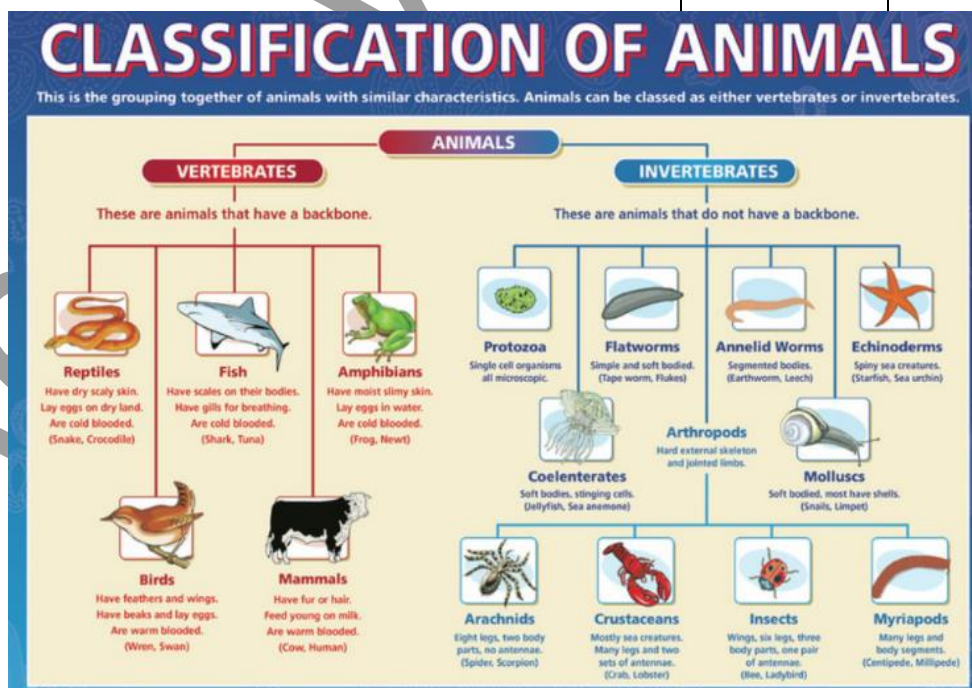 CLASSIFICATION OF ANIMALS
This is the grouping together of animals with similar characteristics. Animals can be classed as either vertebrates or invertebrates.
ANIMALS
VERTEBRATES
These are animals that have a backbone.
Reptiles
Have dry scaly skin.
Lay eggs on dry land.
Are cold blooded.
(Snake, Crocodile)
Fish
Have scales on their bodies.
Have gills for breathing.
Are cold blooded.
(Shark, Tuna)
Amphibians
Have moist slimy skin.
Lay eggs in water.
Are cold blooded.
(Frog, Newt)
Birds
Have feathers and wings.
Have beaks and lay eggs.
Are warm blooded.
(Wren, Swan)
Mammals
Have fur or hair.
Feed young on milk.
Are warm blooded.
(Cow, Human)
INVERTEBRATES
These are animals that do not have a backbone.
Protozoa
Single cell organisms
all microscopic.
Flatworms
Simple and soft bodied.
(Tape worm, Flukes)
Annelid Worms
Segmented bodies.
(Earthworm, Leech)
Echinoderms
Spiny sea creatures.
(Starfish, Sea urchin)
Coelenterates
Soft bodies, stinging cells.
(Jellyfish, Sea anemone)
Arthropods
Hard external skeleton
and jointed limbs.
Molluscs
Soft bodied, most have shells.
(Snails, Limpet)
Arachnids
Eight legs, two body
parts, no antennae.
(Spider, Scorpion)
Crustaceans
Mostly sea creatures.
Many legs and two
sets of antennae.
(Crab, Lobster)
Insects
Wings, six legs, three
body parts, one pair
of antennae.
(Bee, Ladybird)
Myriapods
Many legs and
body segments.
(Centipede, Millipede)